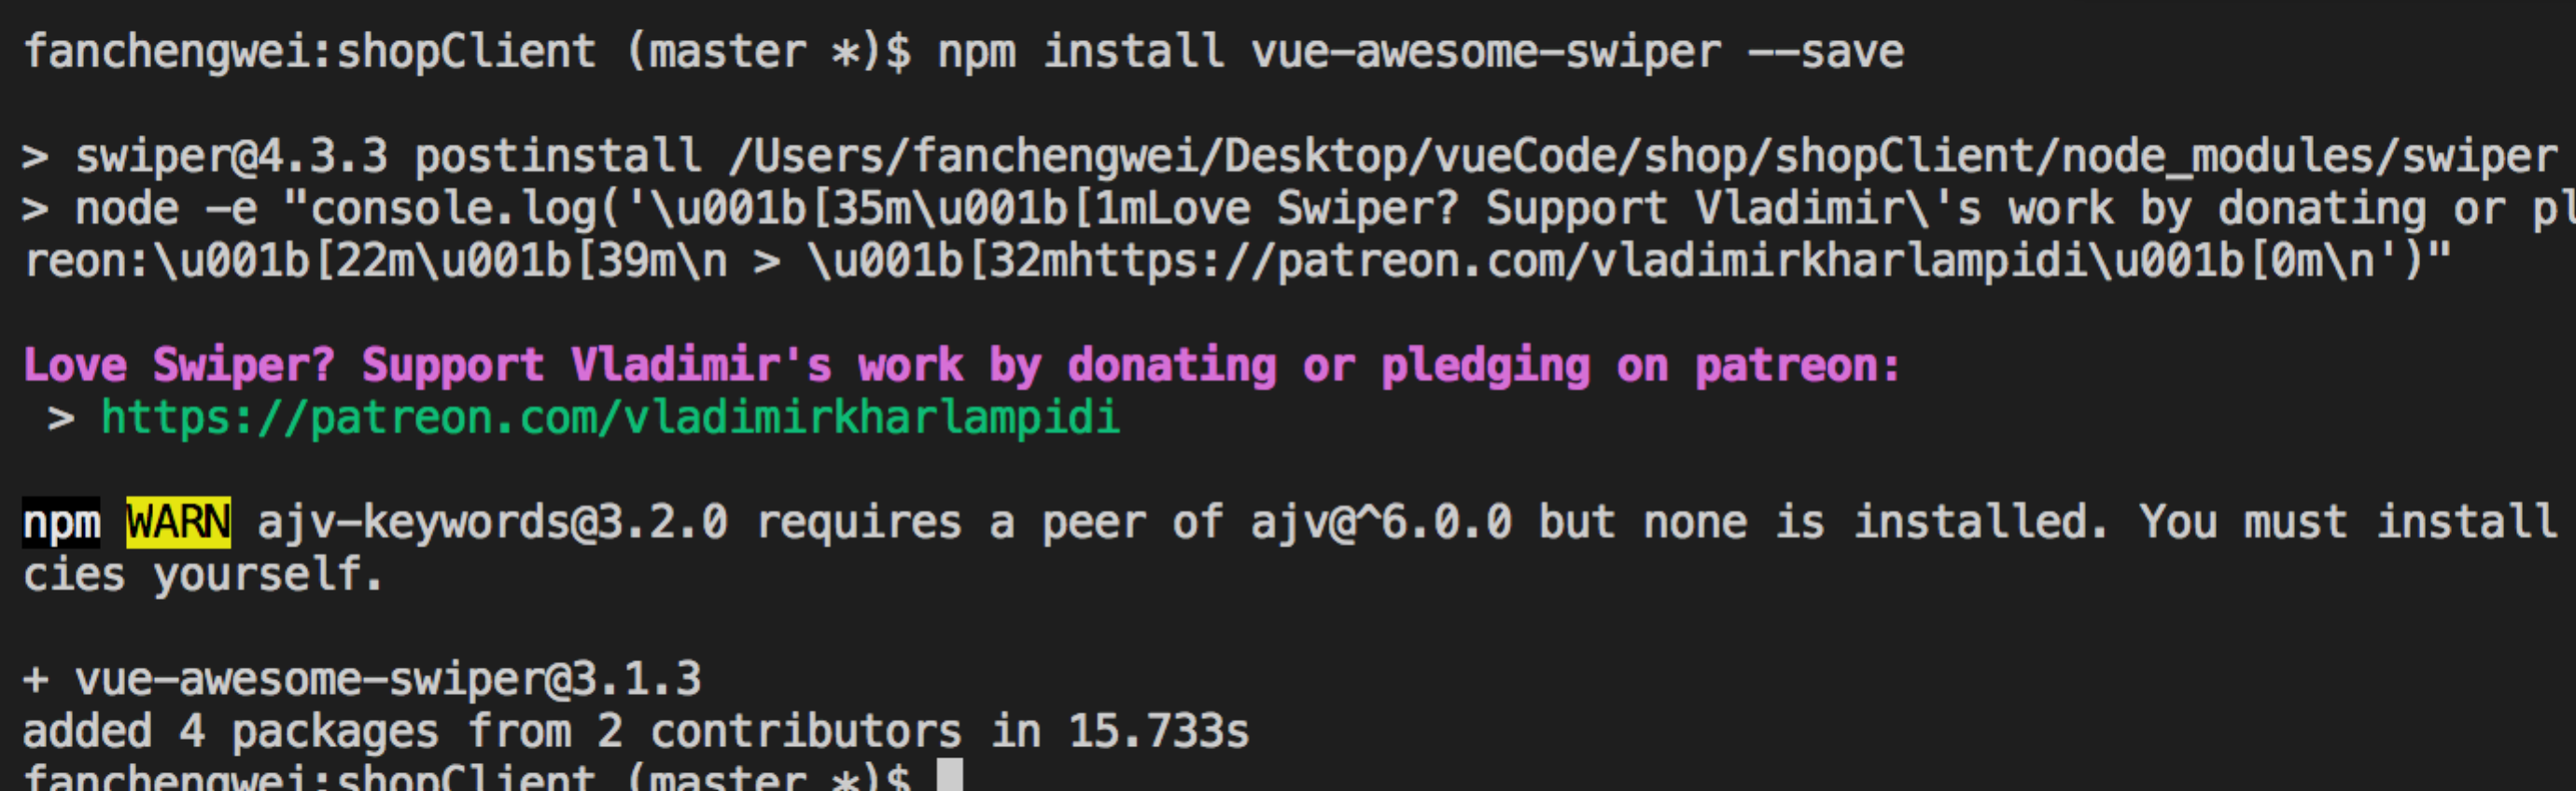 fanchengwei:shopClient (master *)$ npm install vue-awesome-swiper --save
> swiper@4.3.3 postinstall /Users/fanchengwei/Desktop/vueCode/shop/shopClient/node_modules/swiper
> node -e "console.log('\u001b[35m\u001b[1mLove Swiper? Support Vladimir\'s work by donating or pl
reon:\u001b[22m\u001b[39m\n > \u001b[32mhttps://patreon.com/vladimirkharlampidi\u001b[0m\n')"
Love Swiper? Support Vladimir's work by donating or pledging on patreon:
 > https://patreon.com/vladimirkharlampidi
npm WARN ajv-keywords@3.2.0 requires a peer of ajv@^6.0.0 but none is installed. You must install
cies yourself.
+ vue-awesome-swiper@3.1.3
added 4 packages from 2 contributors in 15.733s
fanchengwei:shopClient (master *)$